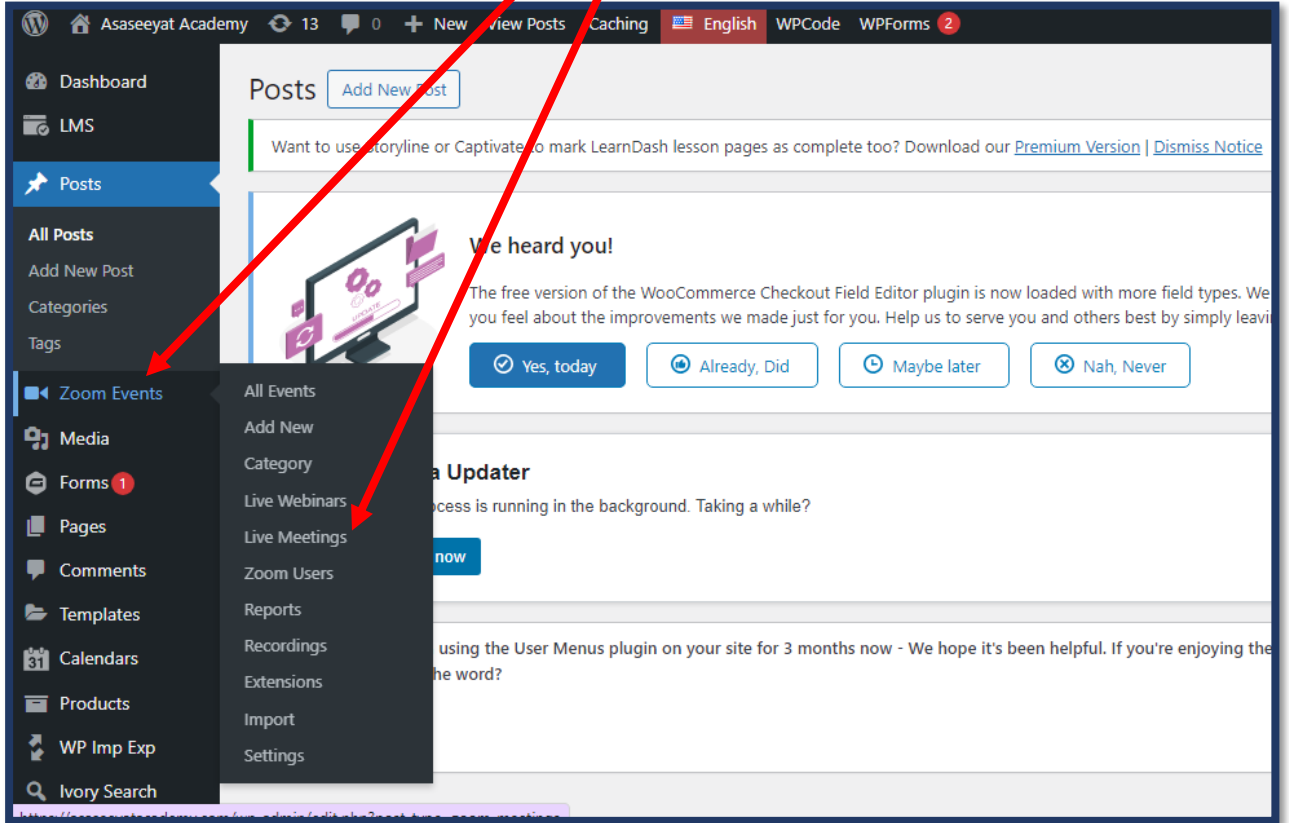 Asaseeyat Academy 13 0 + New View Posts Caching English WPCode WPForms 2
Dashboard
LMS
Posts
All Posts
Add New Post
Categories
Tags
Zoom Events
Media
Forms 1
Pages
Comments
Templates
Calendars
Products
WP Imp Exp
Ivory Search
All Events
Add New
Category
Live Webinars
Live Meetings
Zoom Users
Reports
Recordings
Extensions
Import
Settings
Posts Add New Post
Want to use Storyline or Captivate to mark LearnDash lesson pages as complete too? Download our Premium Version | Dismiss Notice
UPDATE
We heard you!
The free version of the WooCommerce Checkout Field Editor plugin is now loaded with more field types. We
you feel about the improvements we made just for you. Help us to serve you and others best by simply leavi
Yes, today Already, Did Maybe later Nah, Never
a Updater
ocess is running in the background. Taking a while?
now
using the User Menus plugin on your site for 3 months now - We hope it's been helpful. If you're enjoying the
he word?